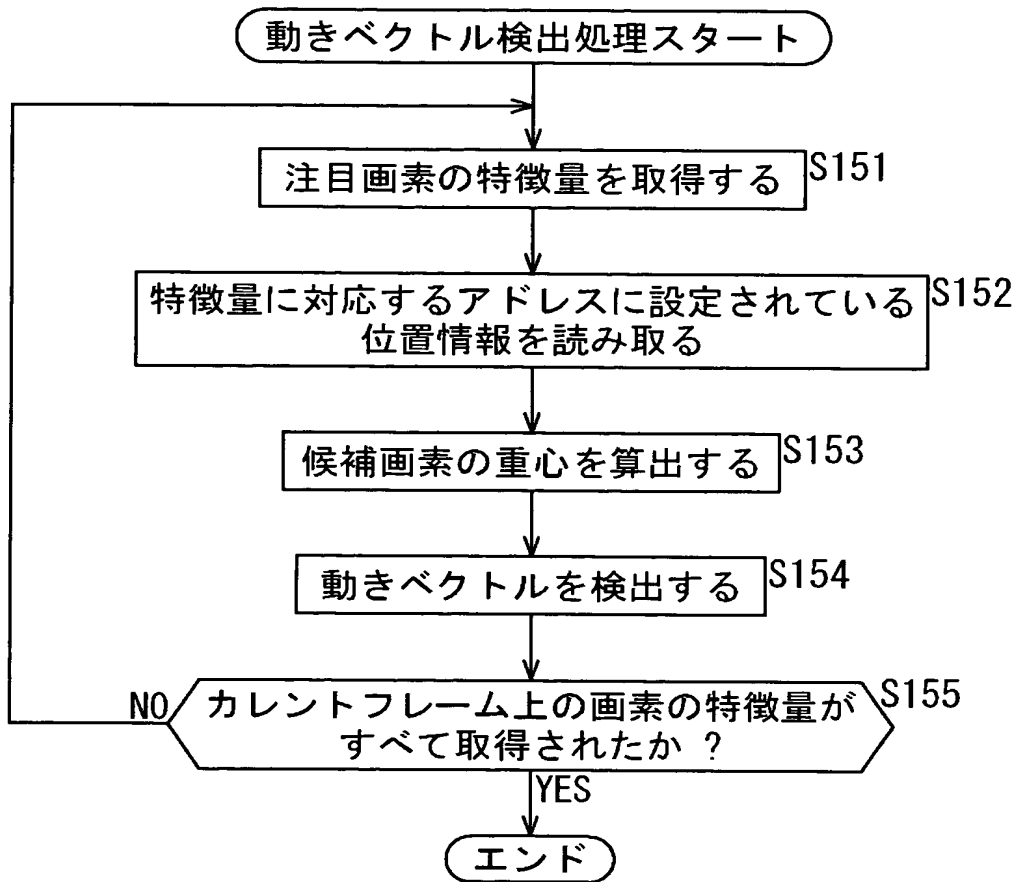 動きベクトル検出処理スタート
注目画素の特徴量を取得する
S151
特徴量に対応するアドレスに設定されている
位置情報を読み取る
S152
候補画素の重心を算出する
S153
動きベクトルを検出する
S154
カレントフレーム上の画素の特徴量が
すべて取得されたか ?
S155
NO
YES
エンド